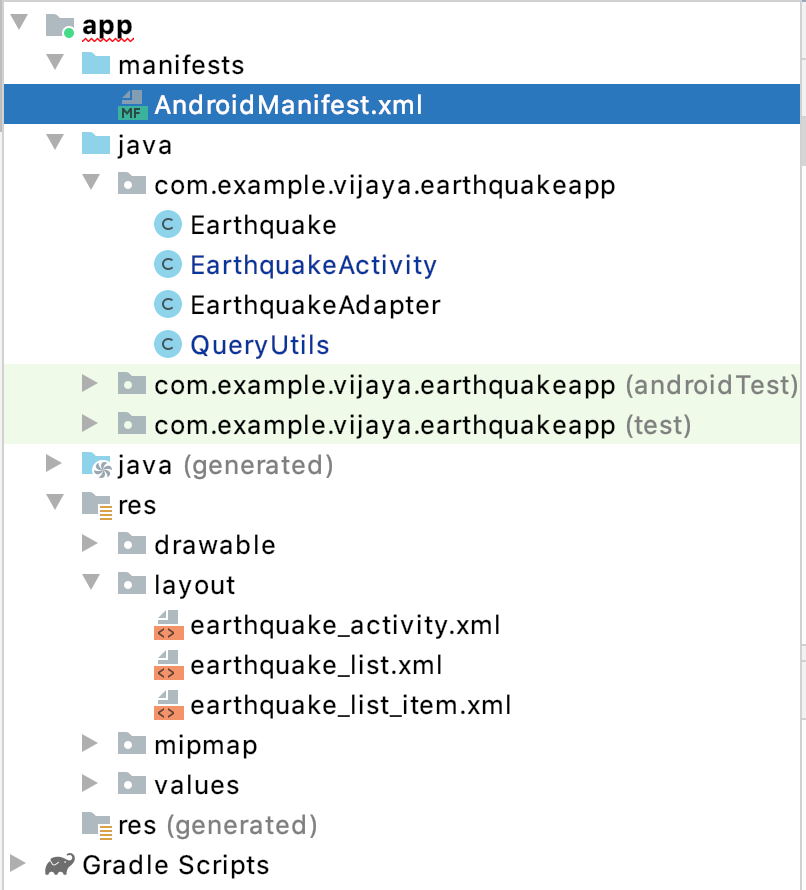 app
manifests
MF AndroidManifest.xml
java
com.example.vijaya.earthquakeapp
C Earthquake
C EarthquakeActivity
C EarthquakeAdapter
C QueryUtils
com.example.vijaya.earthquakeapp (androidTest)
com.example.vijaya.earthquakeapp (test)
java (generated)
res
drawable
layout
<> earthquake_activity.xml
<> earthquake_list.xml
<> earthquake_list_item.xml
mipmap
values
res (generated)
Gradle Scripts